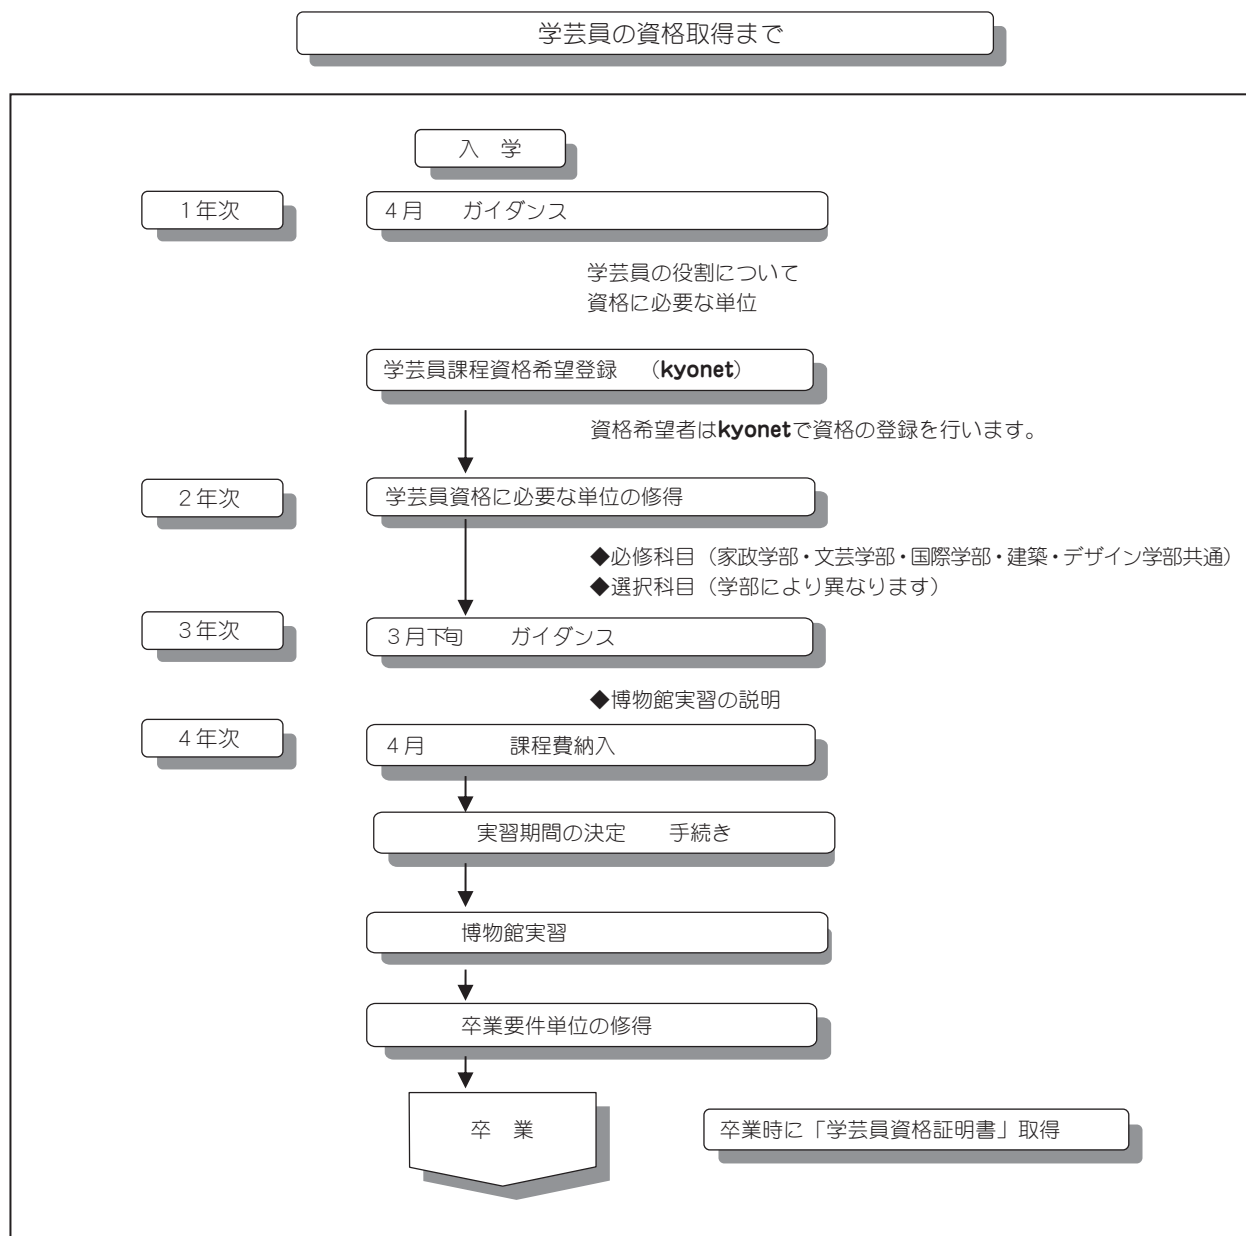 学芸員の資格取得まで
入　学
1年次
4月　　ガイダンス
学芸員の役割について
資格に必要な単位
学芸員課程資格希望登録　（kyonet）
資格希望者はkyonetで資格の登録を行います。
2年次
学芸員資格に必要な単位の修得
◆必修科目（家政学部・文芸学部・国際学部・建築・デザイン学部共通）
◆選択科目（学部により異なります）
3年次
3月下旬　　ガイダンス
◆博物館実習の説明
4年次
4月　　　　課程費納入
実習期間の決定　　手続き
博物館実習
卒業要件単位の修得
卒　業
卒業時に「学芸員資格証明書」取得